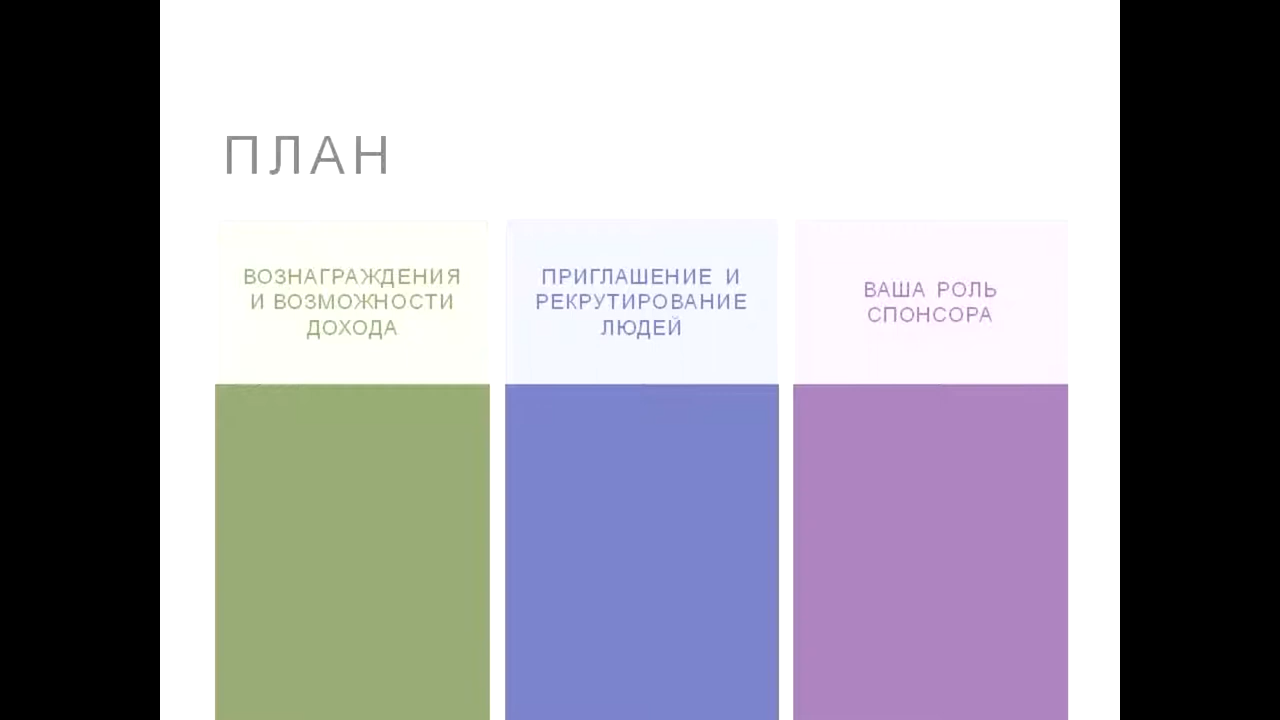 ПЛАН
ВОЗНАГРАЖДЕНИЯ
И ВОЗМОЖНОСТИ
ДОХОДА
ПРИГЛАШЕНИЕ И
РЕКРУТИРОВАНИЕ
ЛЮДЕЙ
ВАША РОЛЬ
СПОНСОРА